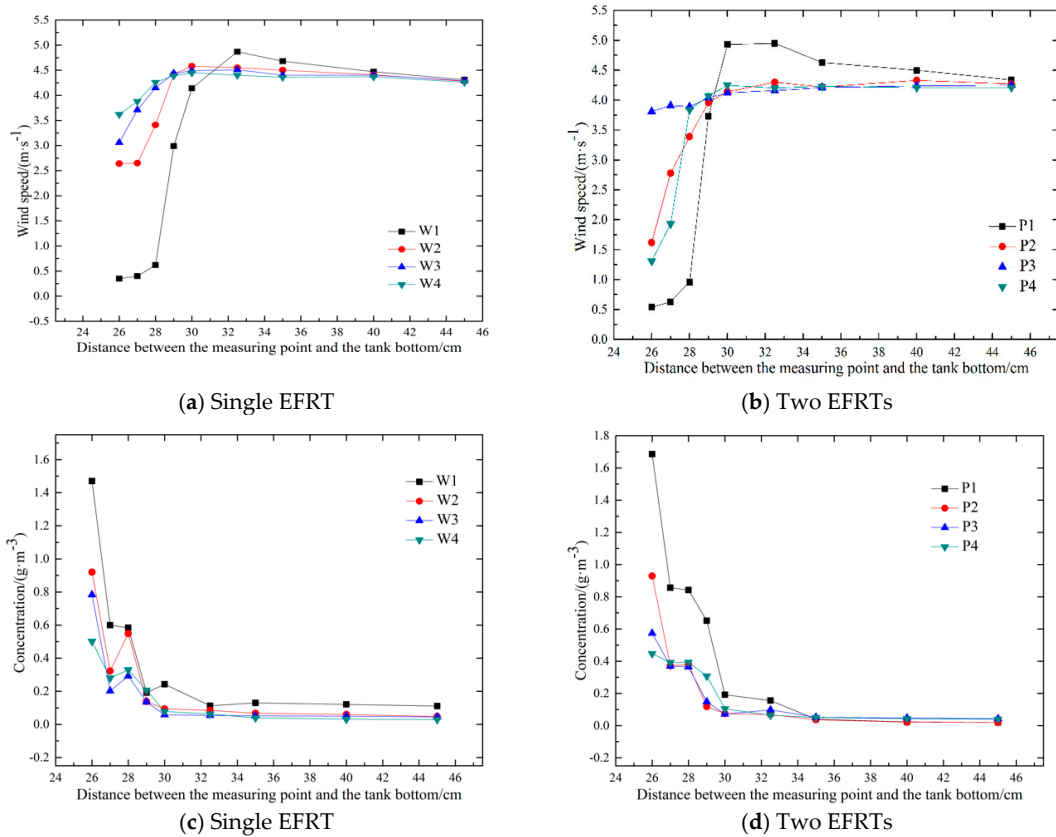 5.5
5.0
4.5
4.0
3.5
3.0
2.5
2.0
1.5
1.0
0.5
0.0
-0.5
Wind speed/(m·s⁻¹)
W1
W2
W3
W4
24 26 28 30 32 34 36 38 40 42 44 46
Distance between the measuring point and the tank bottom/cm
(a) Single EFRT
5.5
5.0
4.5
4.0
3.5
3.0
2.5
2.0
1.5
1.0
0.5
0.0
Wind speed/(m·s⁻¹)
P1
P2
P3
P4
24 26 28 30 32 34 36 38 40 42 44 46
Distance between the measuring point and the tank bottom/cm
(b) Two EFRTs
1.6
1.4
1.2
1.0
0.8
0.6
0.4
0.2
0.0
-0.2
Concentration/(g·m⁻³)
W1
W2
W3
W4
24 26 28 30 32 34 36 38 40 42 44 46
Distance between the measuring point and the tank bottom/cm
(c) Single EFRT
1.8
1.6
1.4
1.2
1.0
0.8
0.6
0.4
0.2
0.0
-0.2
Concentration/(g·m⁻³)
P1
P2
P3
P4
24 26 28 30 32 34 36 38 40 42 44 46
Distance between the measuring point and the tank bottom/cm
(d) Two EFRTs